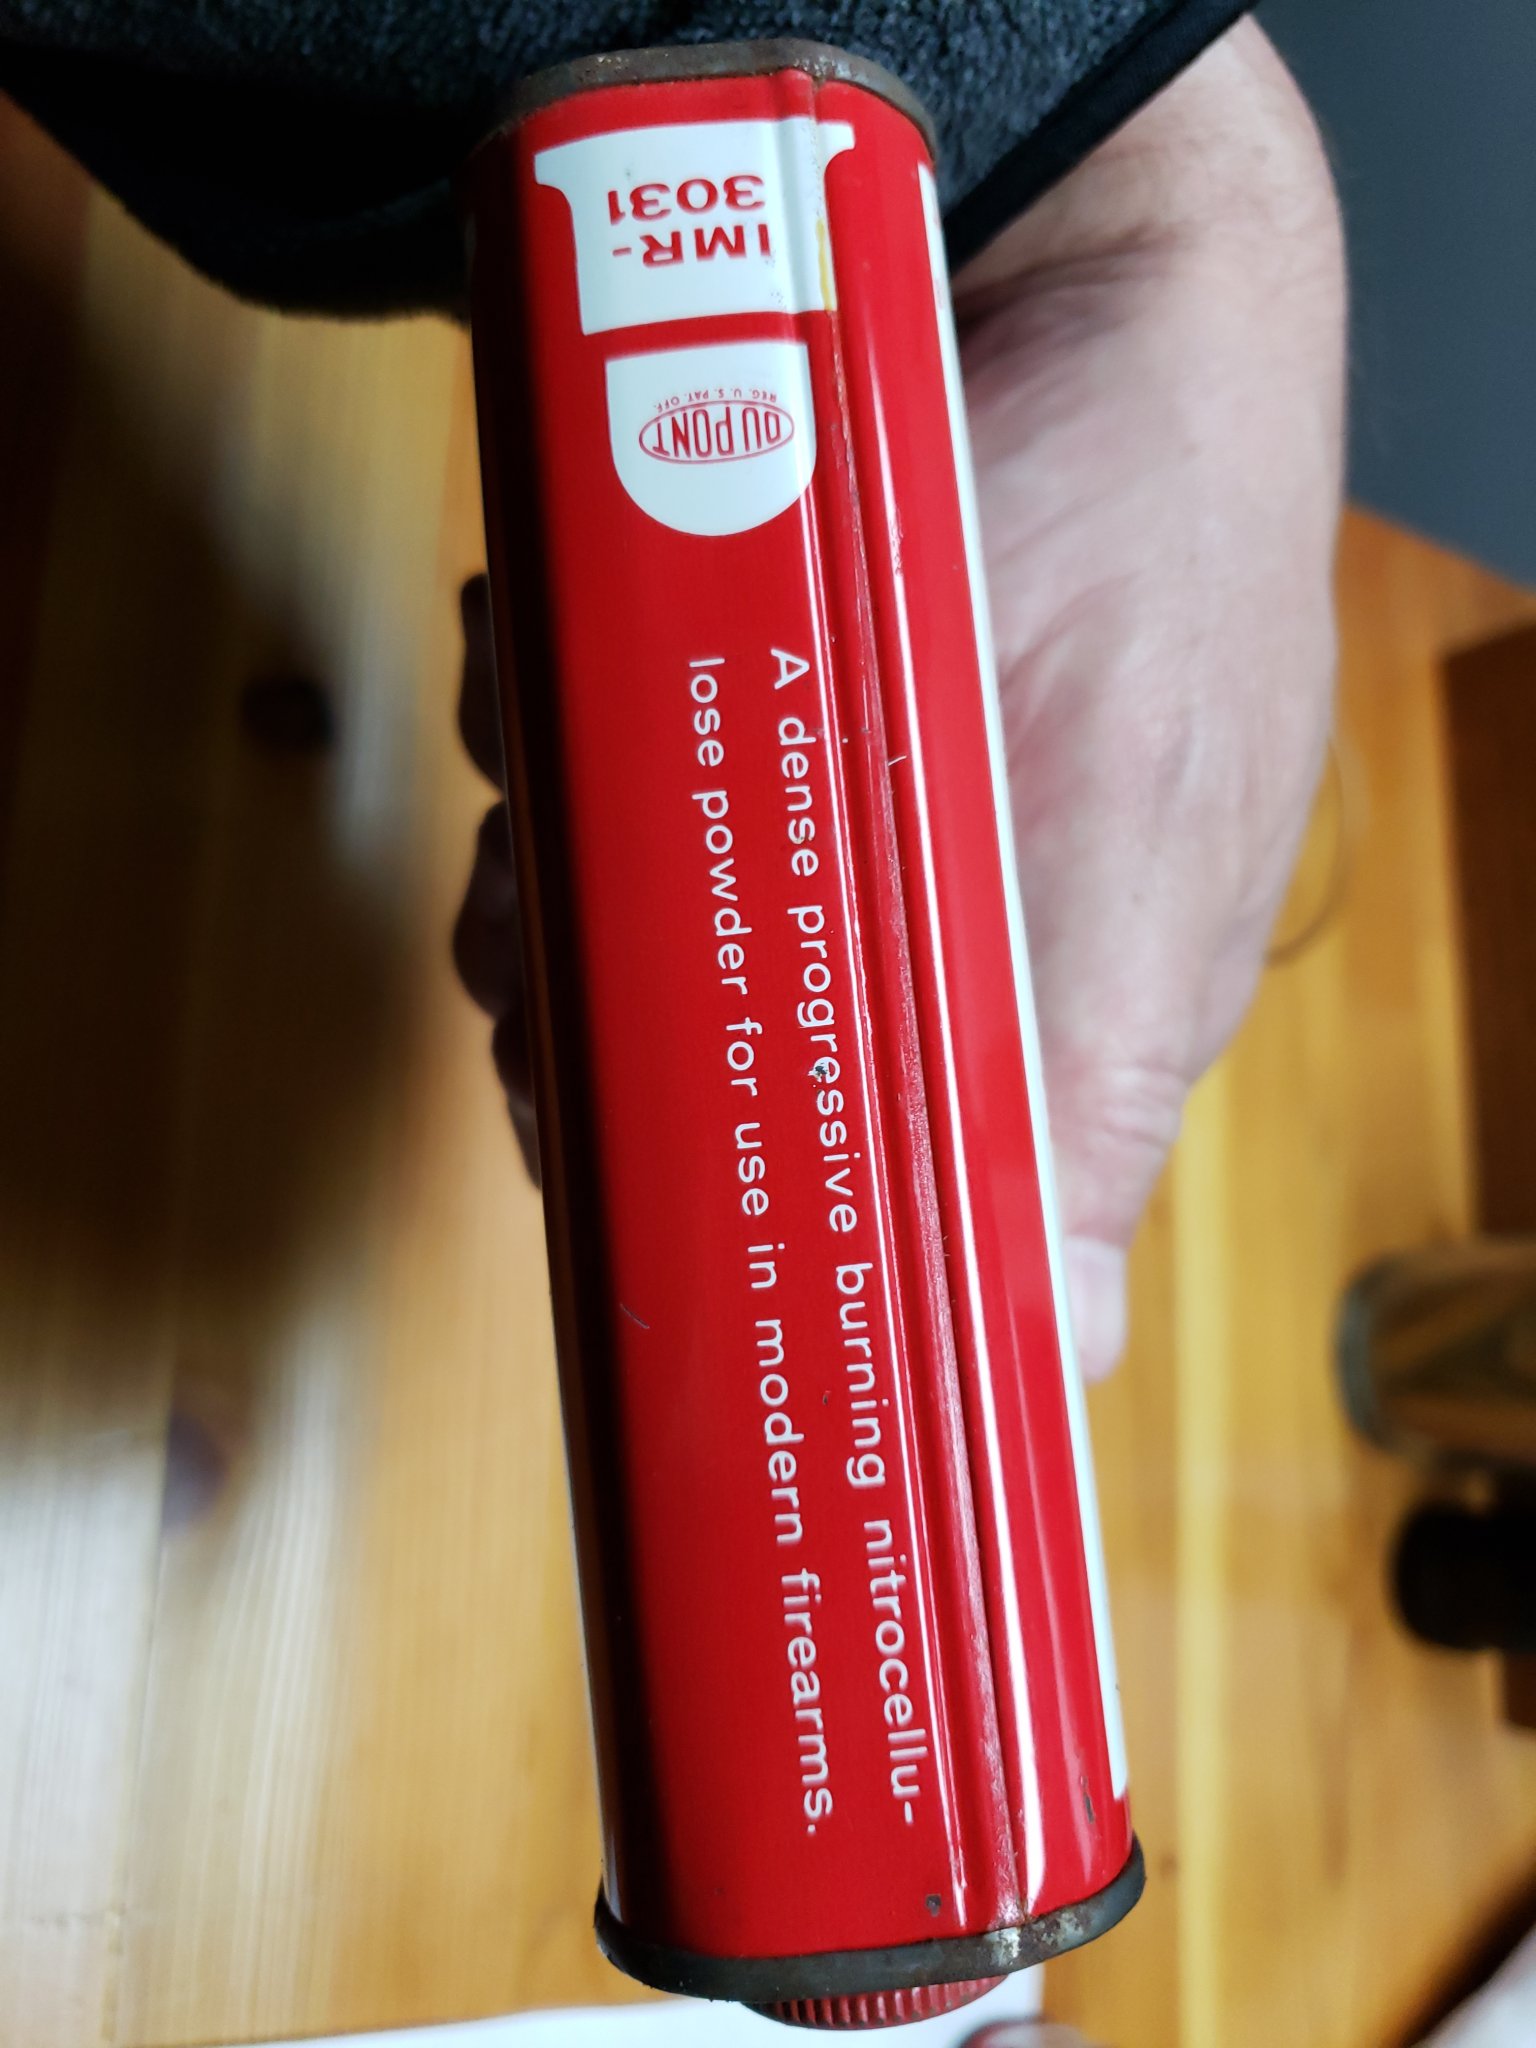 IMR-
3031
DU PONT
REG. U. S. PAT. OFF.
A dense progressive burning nitrocellu-
lose powder for use in modern firearms.